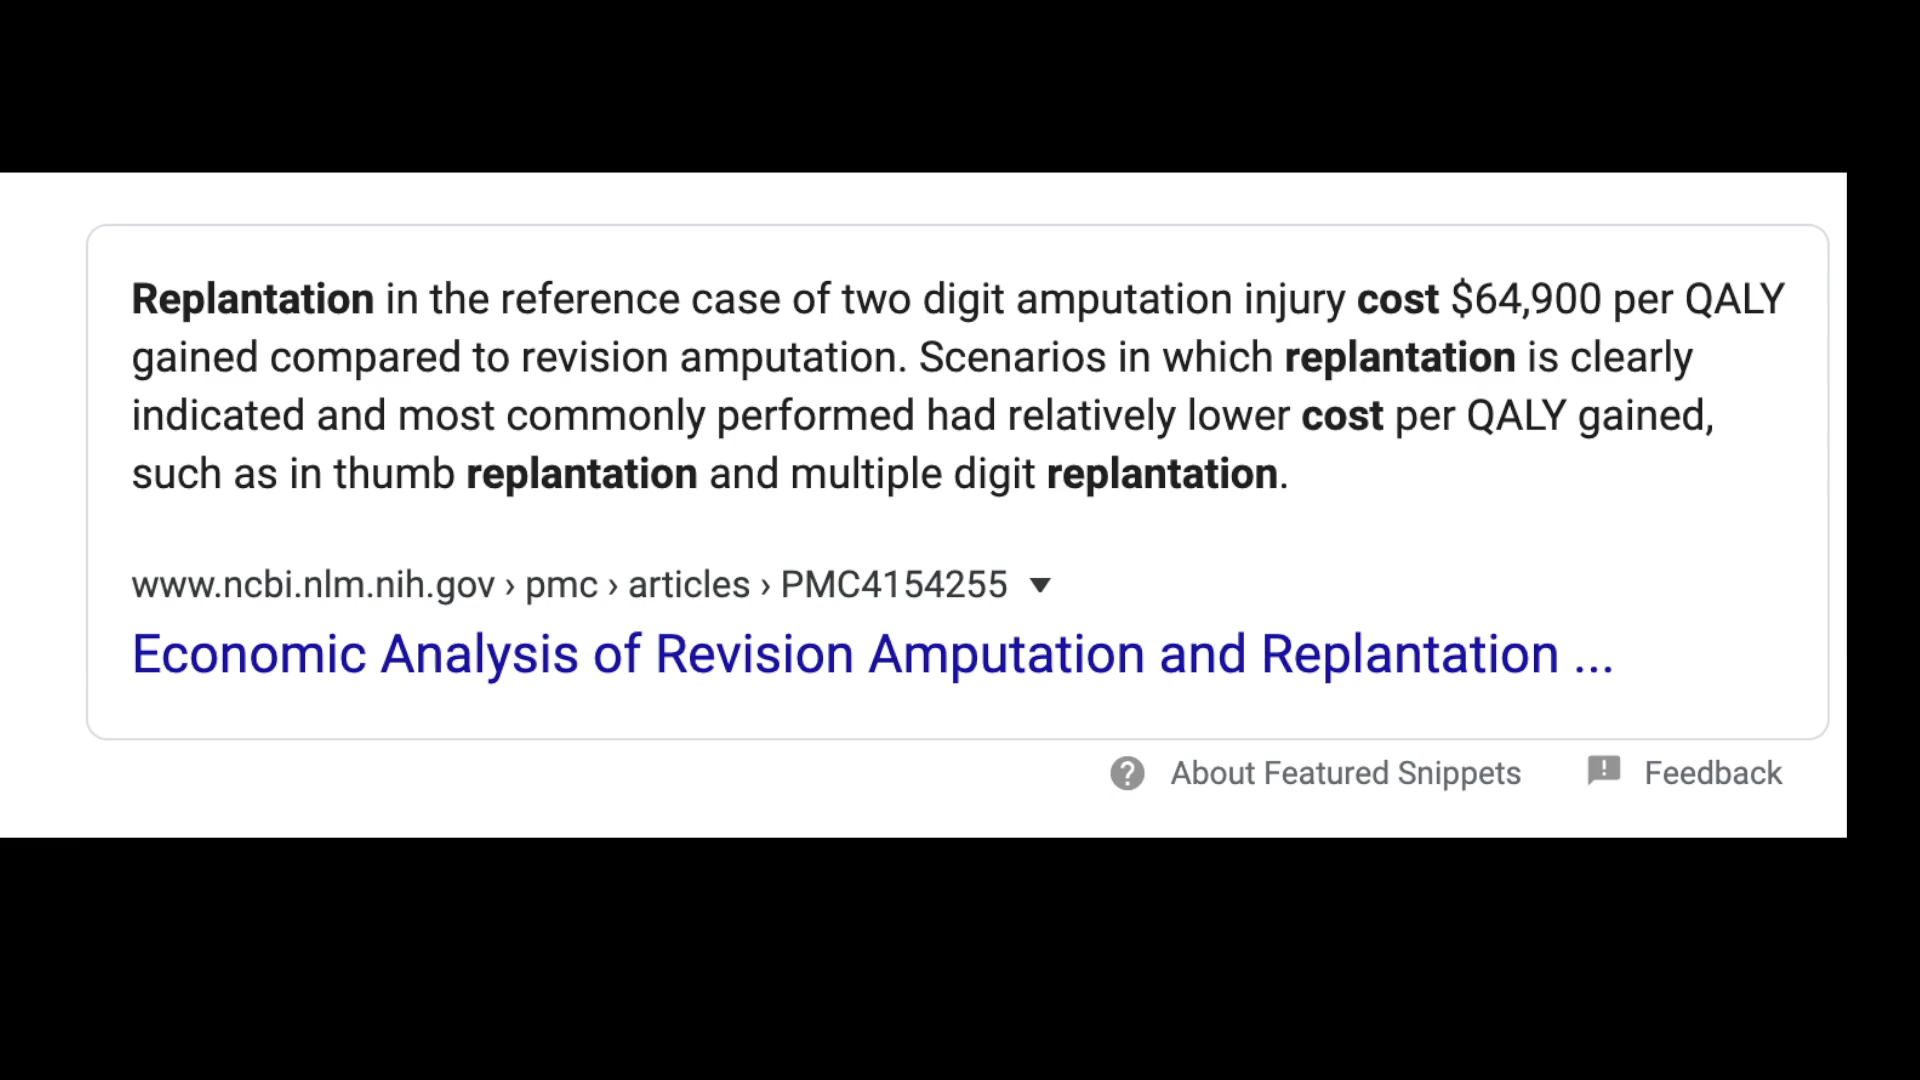 Replantation in the reference case of two digit amputation injury cost $64,900 per QALY
gained compared to revision amputation. Scenarios in which replantation is clearly
indicated and most commonly performed had relatively lower cost per QALY gained,
such as in thumb replantation and multiple digit replantation.
www.ncbi.nlm.nih.gov › pmc › articles › PMC4154255
Economic Analysis of Revision Amputation and Replantation ...
About Featured Snippets Feedback